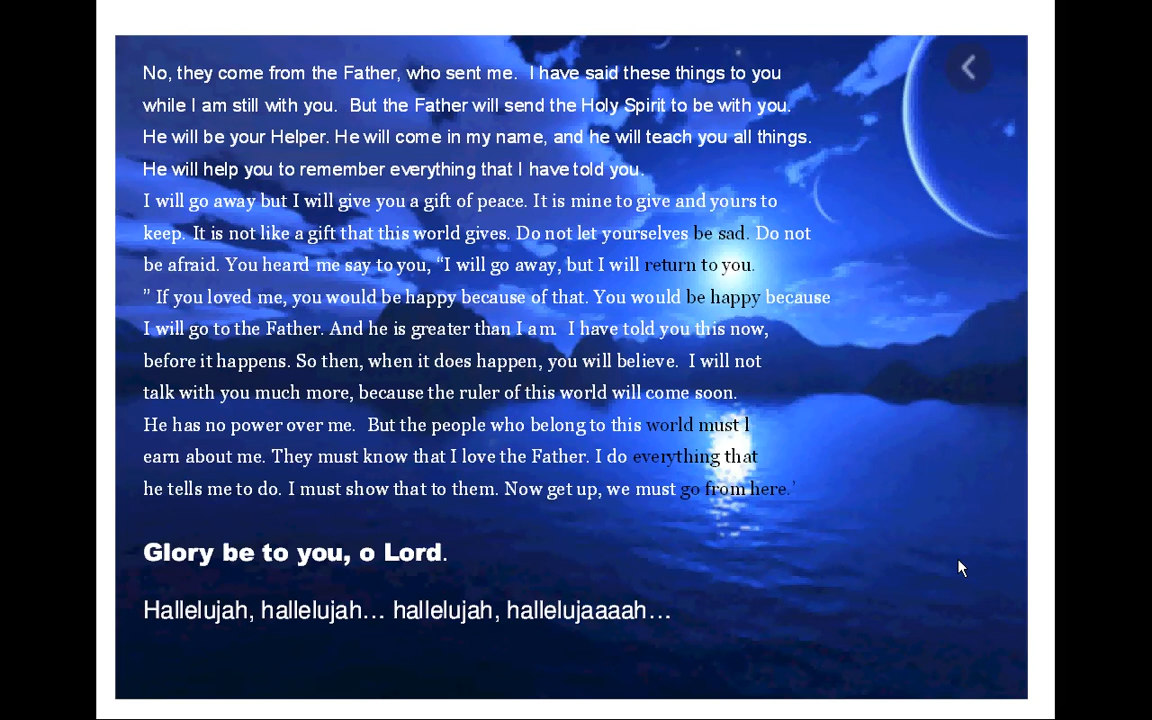 No, they come from the Father, who sent me.  I have said these things to you
while I am still with you.  But the Father will send the Holy Spirit to be with you.
He will be your Helper. He will come in my name, and he will teach you all things.
He will help you to remember everything that I have told you.
I will go away but I will give you a gift of peace. It is mine to give and yours to
keep. It is not like a gift that this world gives. Do not let yourselves be sad. Do not
be afraid. You heard me say to you, “I will go away, but I will return to you.
” If you loved me, you would be happy because of that. You would be happy because
I will go to the Father. And he is greater than I am.  I have told you this now,
before it happens. So then, when it does happen, you will believe.  I will not
talk with you much more, because the ruler of this world will come soon.
He has no power over me.  But the people who belong to this world must l
earn about me. They must know that I love the Father. I do everything that
he tells me to do. I must show that to them. Now get up, we must go from here.’
Glory be to you, o Lord.
Hallelujah, hallelujah… hallelujah, hallelujaaaah…